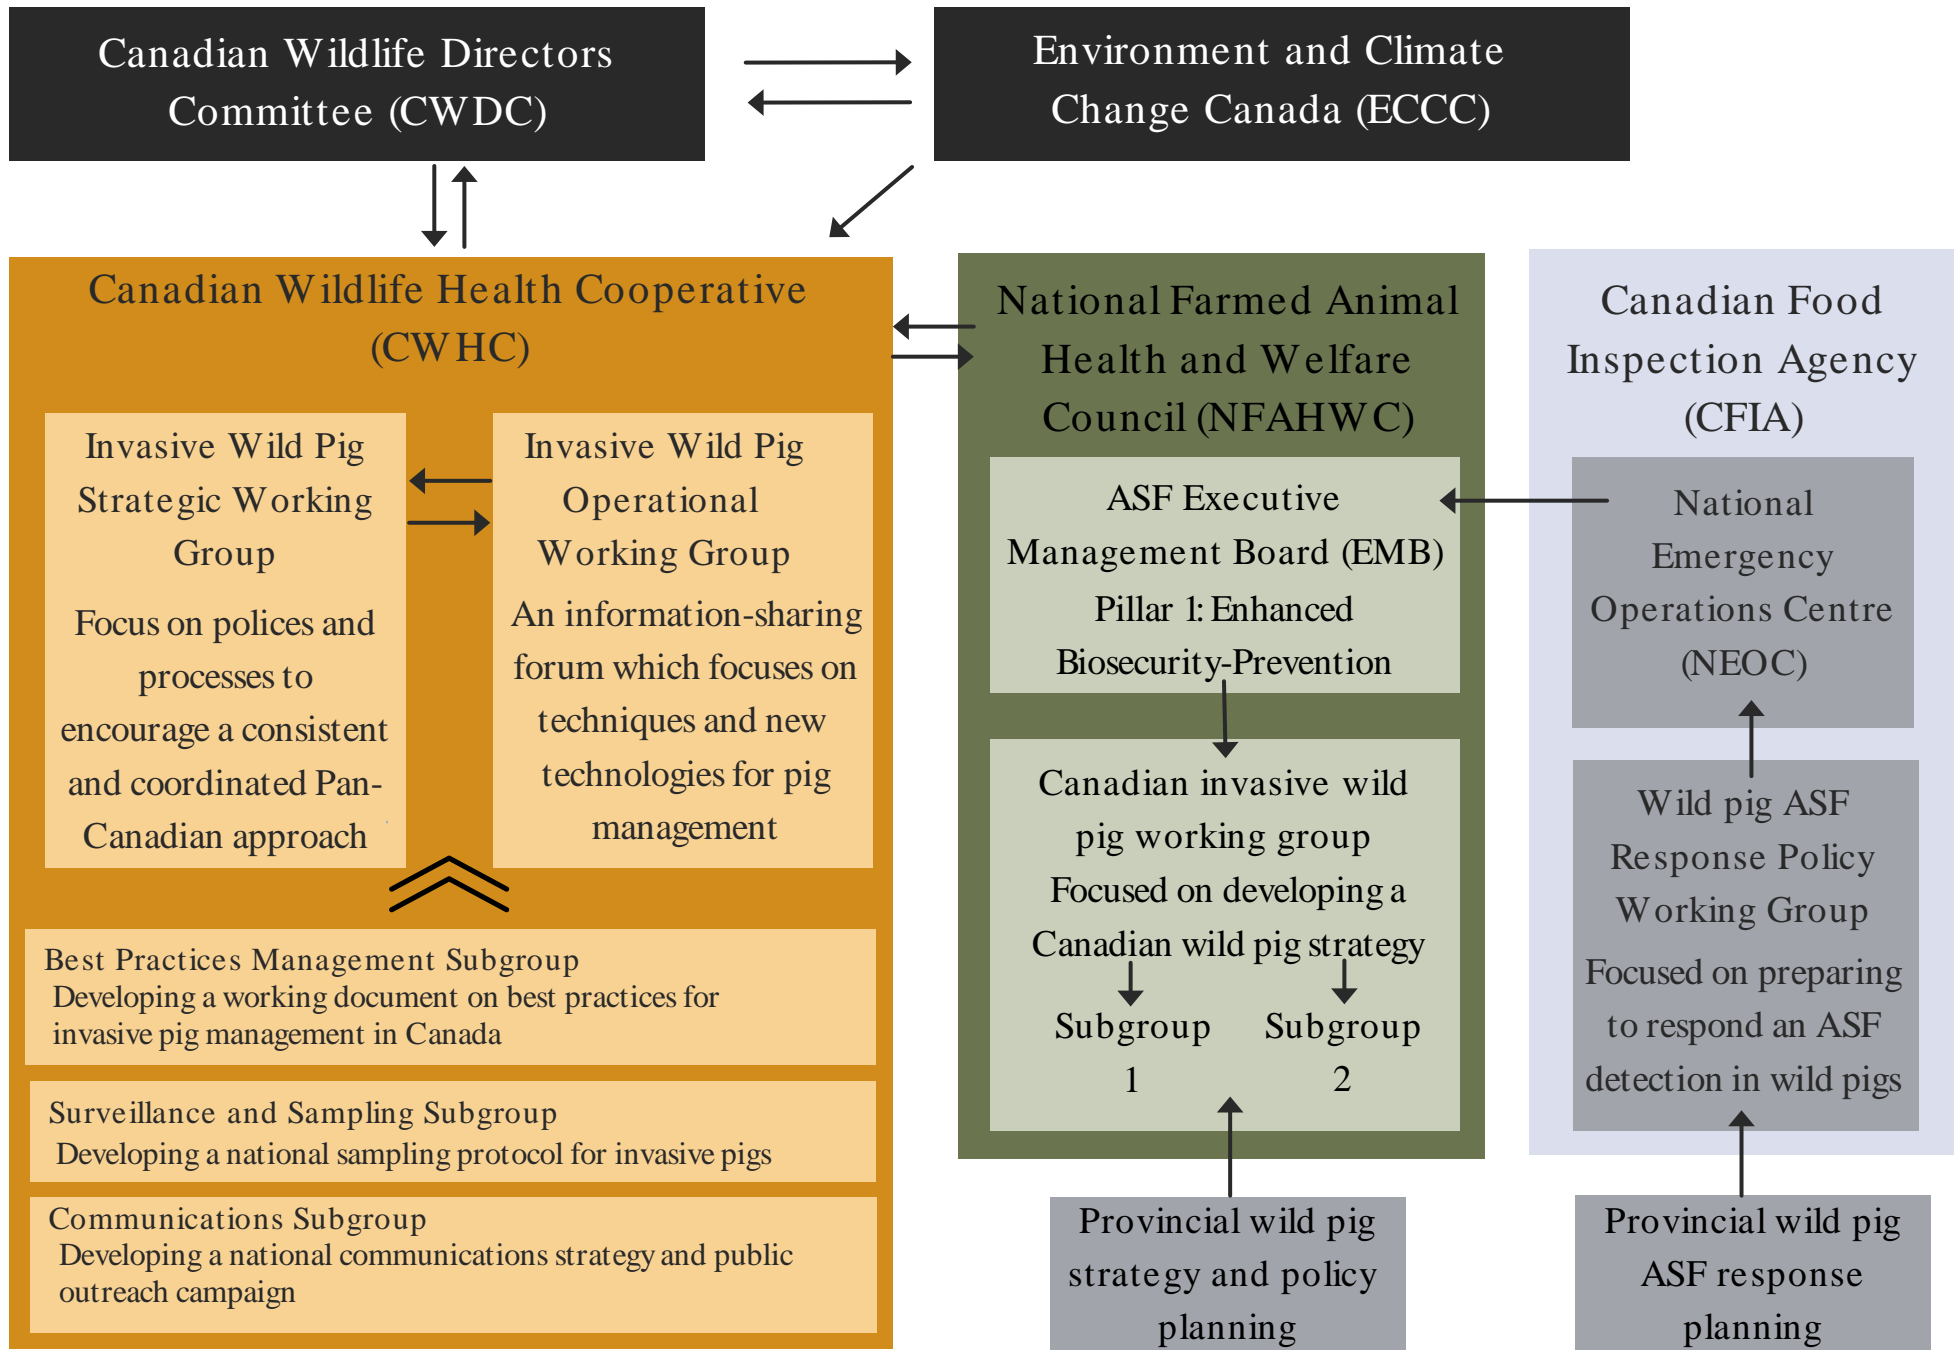 Canadian Wildlife Directors
Committee (CWDC)
Environment and Climate
Change Canada (ECCC)
Canadian Wildlife Health Cooperative
(CWHC)
Invasive Wild Pig
Strategic Working
Group
Focus on polices and
processes to
encourage a consistent
and coordinated Pan-
Canadian approach
Invasive Wild Pig
Operational
Working Group
An information-sharing
forum which focuses on
techniques and new
technologies for pig
management
Best Practices Management Subgroup
Developing a working document on best practices for
invasive pig management in Canada
Surveillance and Sampling Subgroup
Developing a national sampling protocol for invasive pigs
Communications Subgroup
Developing a national communications strategy and public
outreach campaign
National Farmed Animal
Health and Welfare
Council (NFAHWC)
ASF Executive
Management Board (EMB)
Pillar 1: Enhanced
Biosecurity-Prevention
Canadian invasive wild
pig working group
Focused on developing a
Canadian wild pig strategy
Subgroup
1
Subgroup
2
Provincial wild pig
strategy and policy
planning
Canadian Food
Inspection Agency
(CFIA)
National
Emergency
Operations Centre
(NEOC)
Wild pig ASF
Response Policy
Working Group
Focused on preparing
to respond an ASF
detection in wild pigs
Provincial wild pig
ASF response
planning